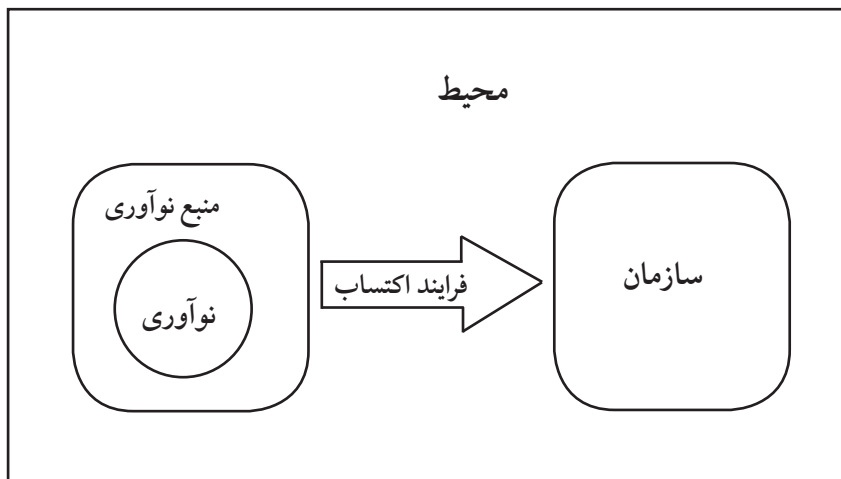 محیط
منبع نوآوری
نوآوری
فرایند اکتساب
سازمان